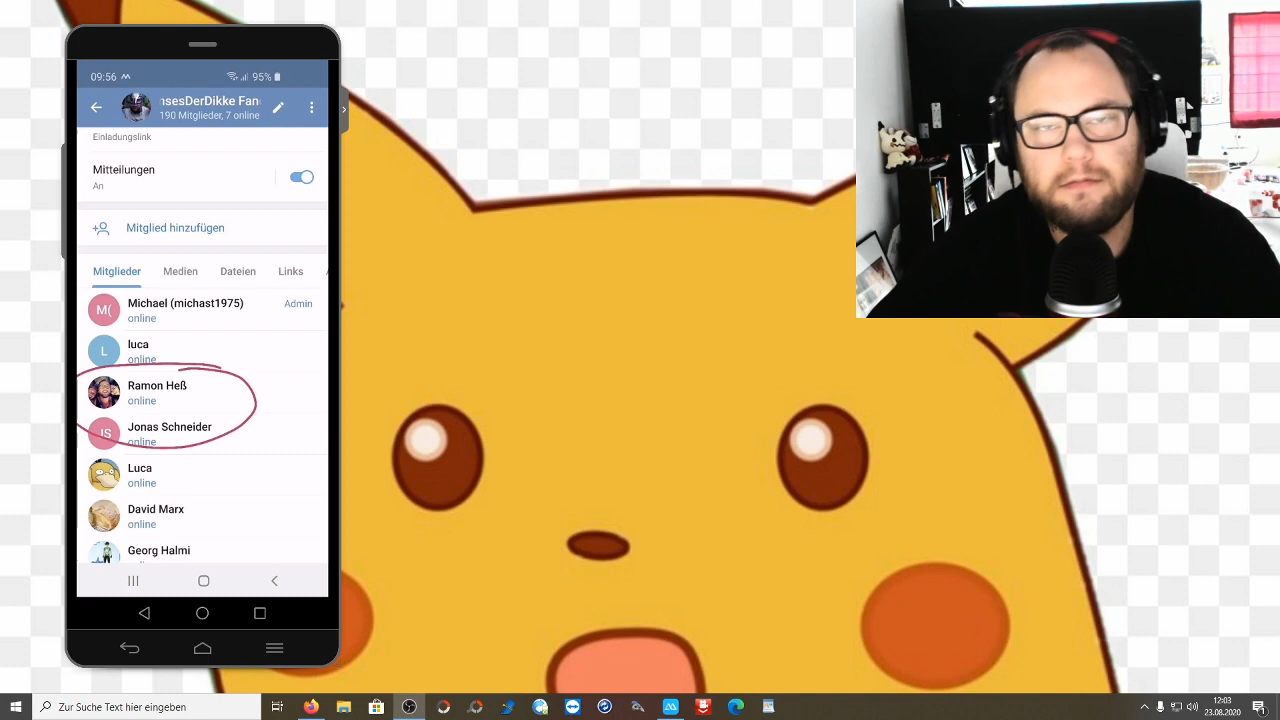 09:56
95%
nsesDerDikke Fan
190 Mitglieder, 7 online
Einladungslink
Mitteilungen
An
Mitglied hinzufügen
Mitglieder Medien Dateien Links
M(
Michael (michast1975) Admin
online
L
luca
online
Ramon Heß
online
JS
Jonas Schneider
online
Luca
online
David Marx
online
Georg Halmi
Zur Suche Text hier eingeben
12:03
23.08.2020